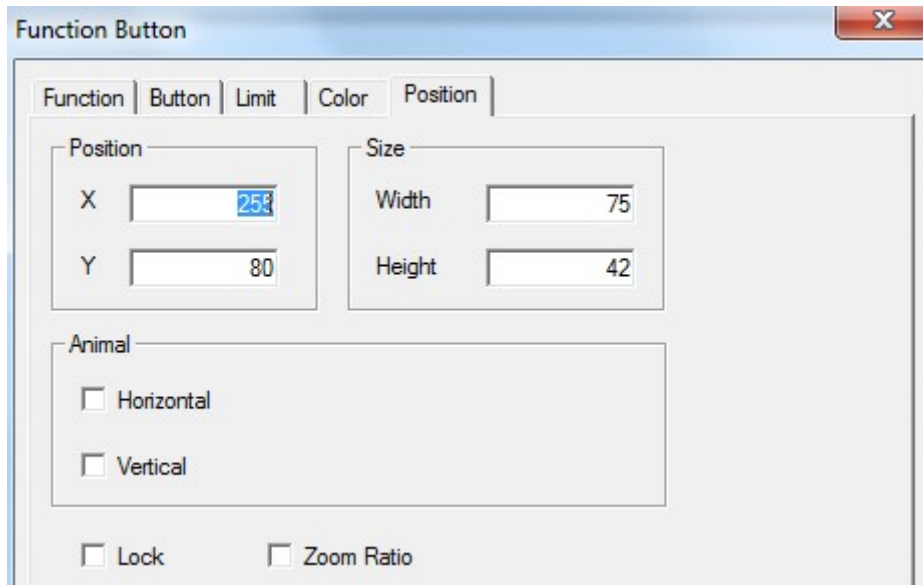 Function Button
Function Button Limit Color Position
Position
X 255
Y 80
Size
Width 75
Height 42
Animal
Horizontal
Vertical
Lock Zoom Ratio